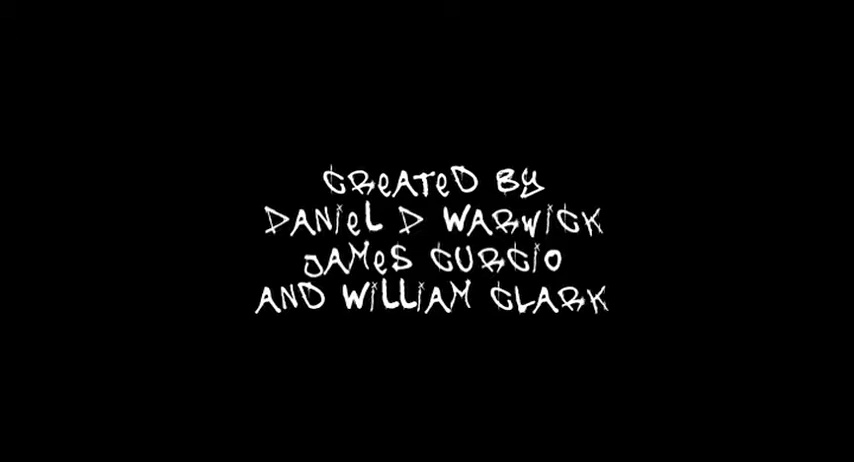 CReATeD BY
DANieL D WARWiCK
JAMeS CURCiO
AND WiLLiAM CLARK